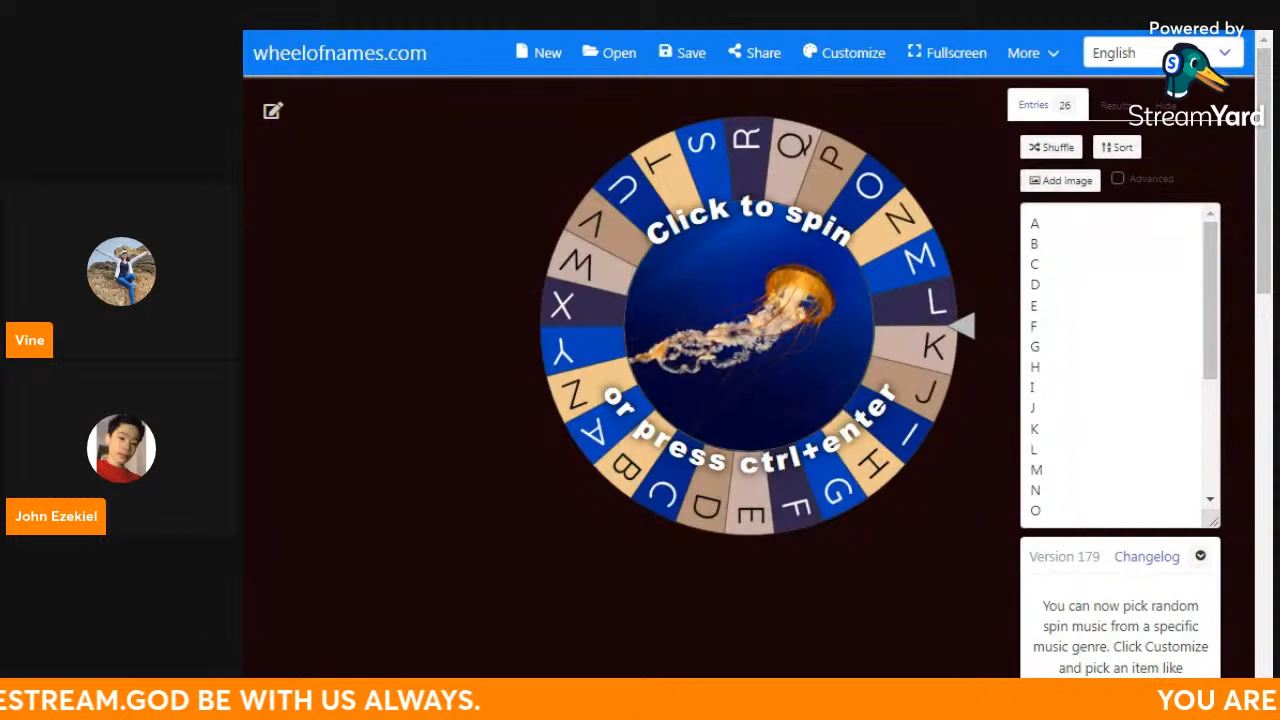 Powered by
StreamYard
wheelofnames.com
New
Open
Save
Share
Customize
Fullscreen
More
English
Entries 26
Results
Hide
Shuffle
Sort
Add image
Advanced
A
B
C
D
E
F
G
H
I
J
K
L
M
N
O
Click to spin
or press ctrl+enter
A
B
C
D
E
F
G
H
I
J
K
L
M
N
O
P
Q
R
S
T
U
V
W
X
Y
Z
Vine
John Ezekiel
Version 179 Changelog
You can now pick random
spin music from a specific
music genre. Click Customize
and pick an item like
ESTREAM.GOD BE WITH US ALWAYS.
YOU ARE